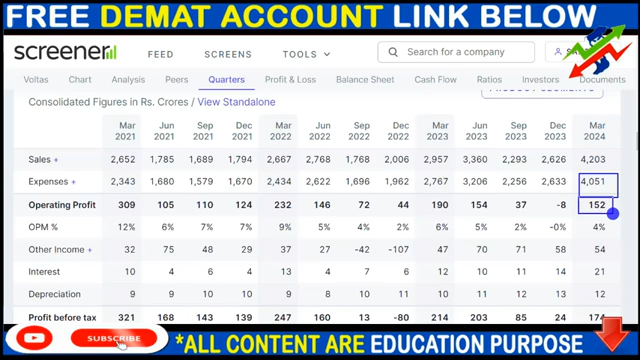 FREE DEMAT ACCOUNT LINK BELOW
screener
FEED SCREENS TOOLS
Search for a company
Voltas Chart Analysis Peers Quarters Profit & Loss Balance Sheet Cash Flow Ratios Investors Documents
PRODUCT SEGMENTS
Consolidated Figures in Rs. Crores / View Standalone
Mar 2021 Jun 2021 Sep 2021 Dec 2021 Mar 2022 Jun 2022 Sep 2022 Dec 2022 Mar 2023 Jun 2023 Sep 2023 Dec 2023 Mar 2024
Sales + 2,652 1,785 1,689 1,794 2,667 2,768 1,768 2,006 2,957 3,360 2,293 2,626 4,203
Expenses + 2,343 1,680 1,579 1,670 2,434 2,622 1,696 1,962 2,767 3,206 2,256 2,633 4,051
Operating Profit 309 105 110 124 232 146 72 44 190 154 37 -8 152
OPM % 12% 6% 7% 7% 9% 5% 4% 2% 6% 5% 2% -0% 4%
Other Income + 32 75 48 29 37 27 -42 -107 47 70 71 58 54
Interest 10 4 6 4 13 4 7 6 12 10 11 14 21
Depreciation 9 9 10 10 9 8 10 11 10 11 12 13 12
Profit before tax 321 168 143 139 247 160 13 -80 214 203 85 24 174
SUBSCRIBE
*ALL CONTENT ARE EDUCATION PURPOSE